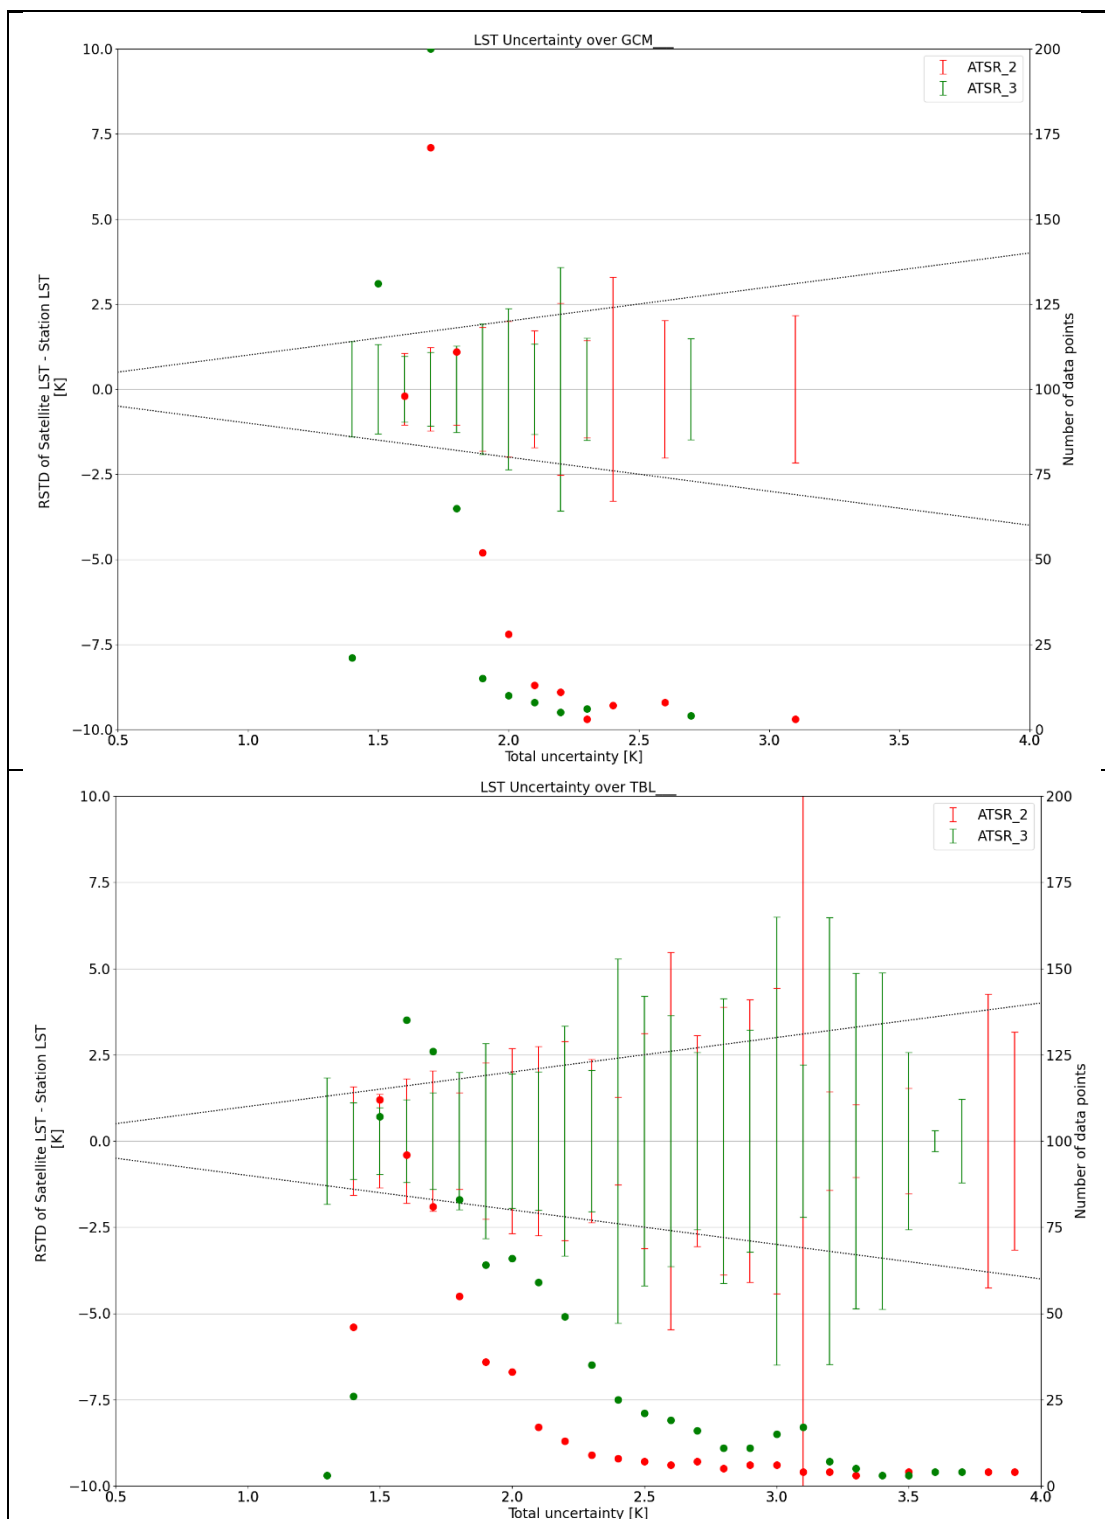 LST Uncertainty over GCM__
ATSR_2
ATSR_3
10.0
7.5
5.0
2.5
0.0
−2.5
−5.0
−7.5
−10.0
RSTD of Satellite LST - Station LST
[K]
200
175
150
125
100
75
50
25
0
Number of data points
0.5 1.0 1.5 2.0 2.5 3.0 3.5 4.0
Total uncertainty [K]
LST Uncertainty over TBL__
ATSR_2
ATSR_3
10.0
7.5
5.0
2.5
0.0
−2.5
−5.0
−7.5
−10.0
RSTD of Satellite LST - Station LST
[K]
200
175
150
125
100
75
50
25
0
Number of data points
0.5 1.0 1.5 2.0 2.5 3.0 3.5 4.0
Total uncertainty [K]